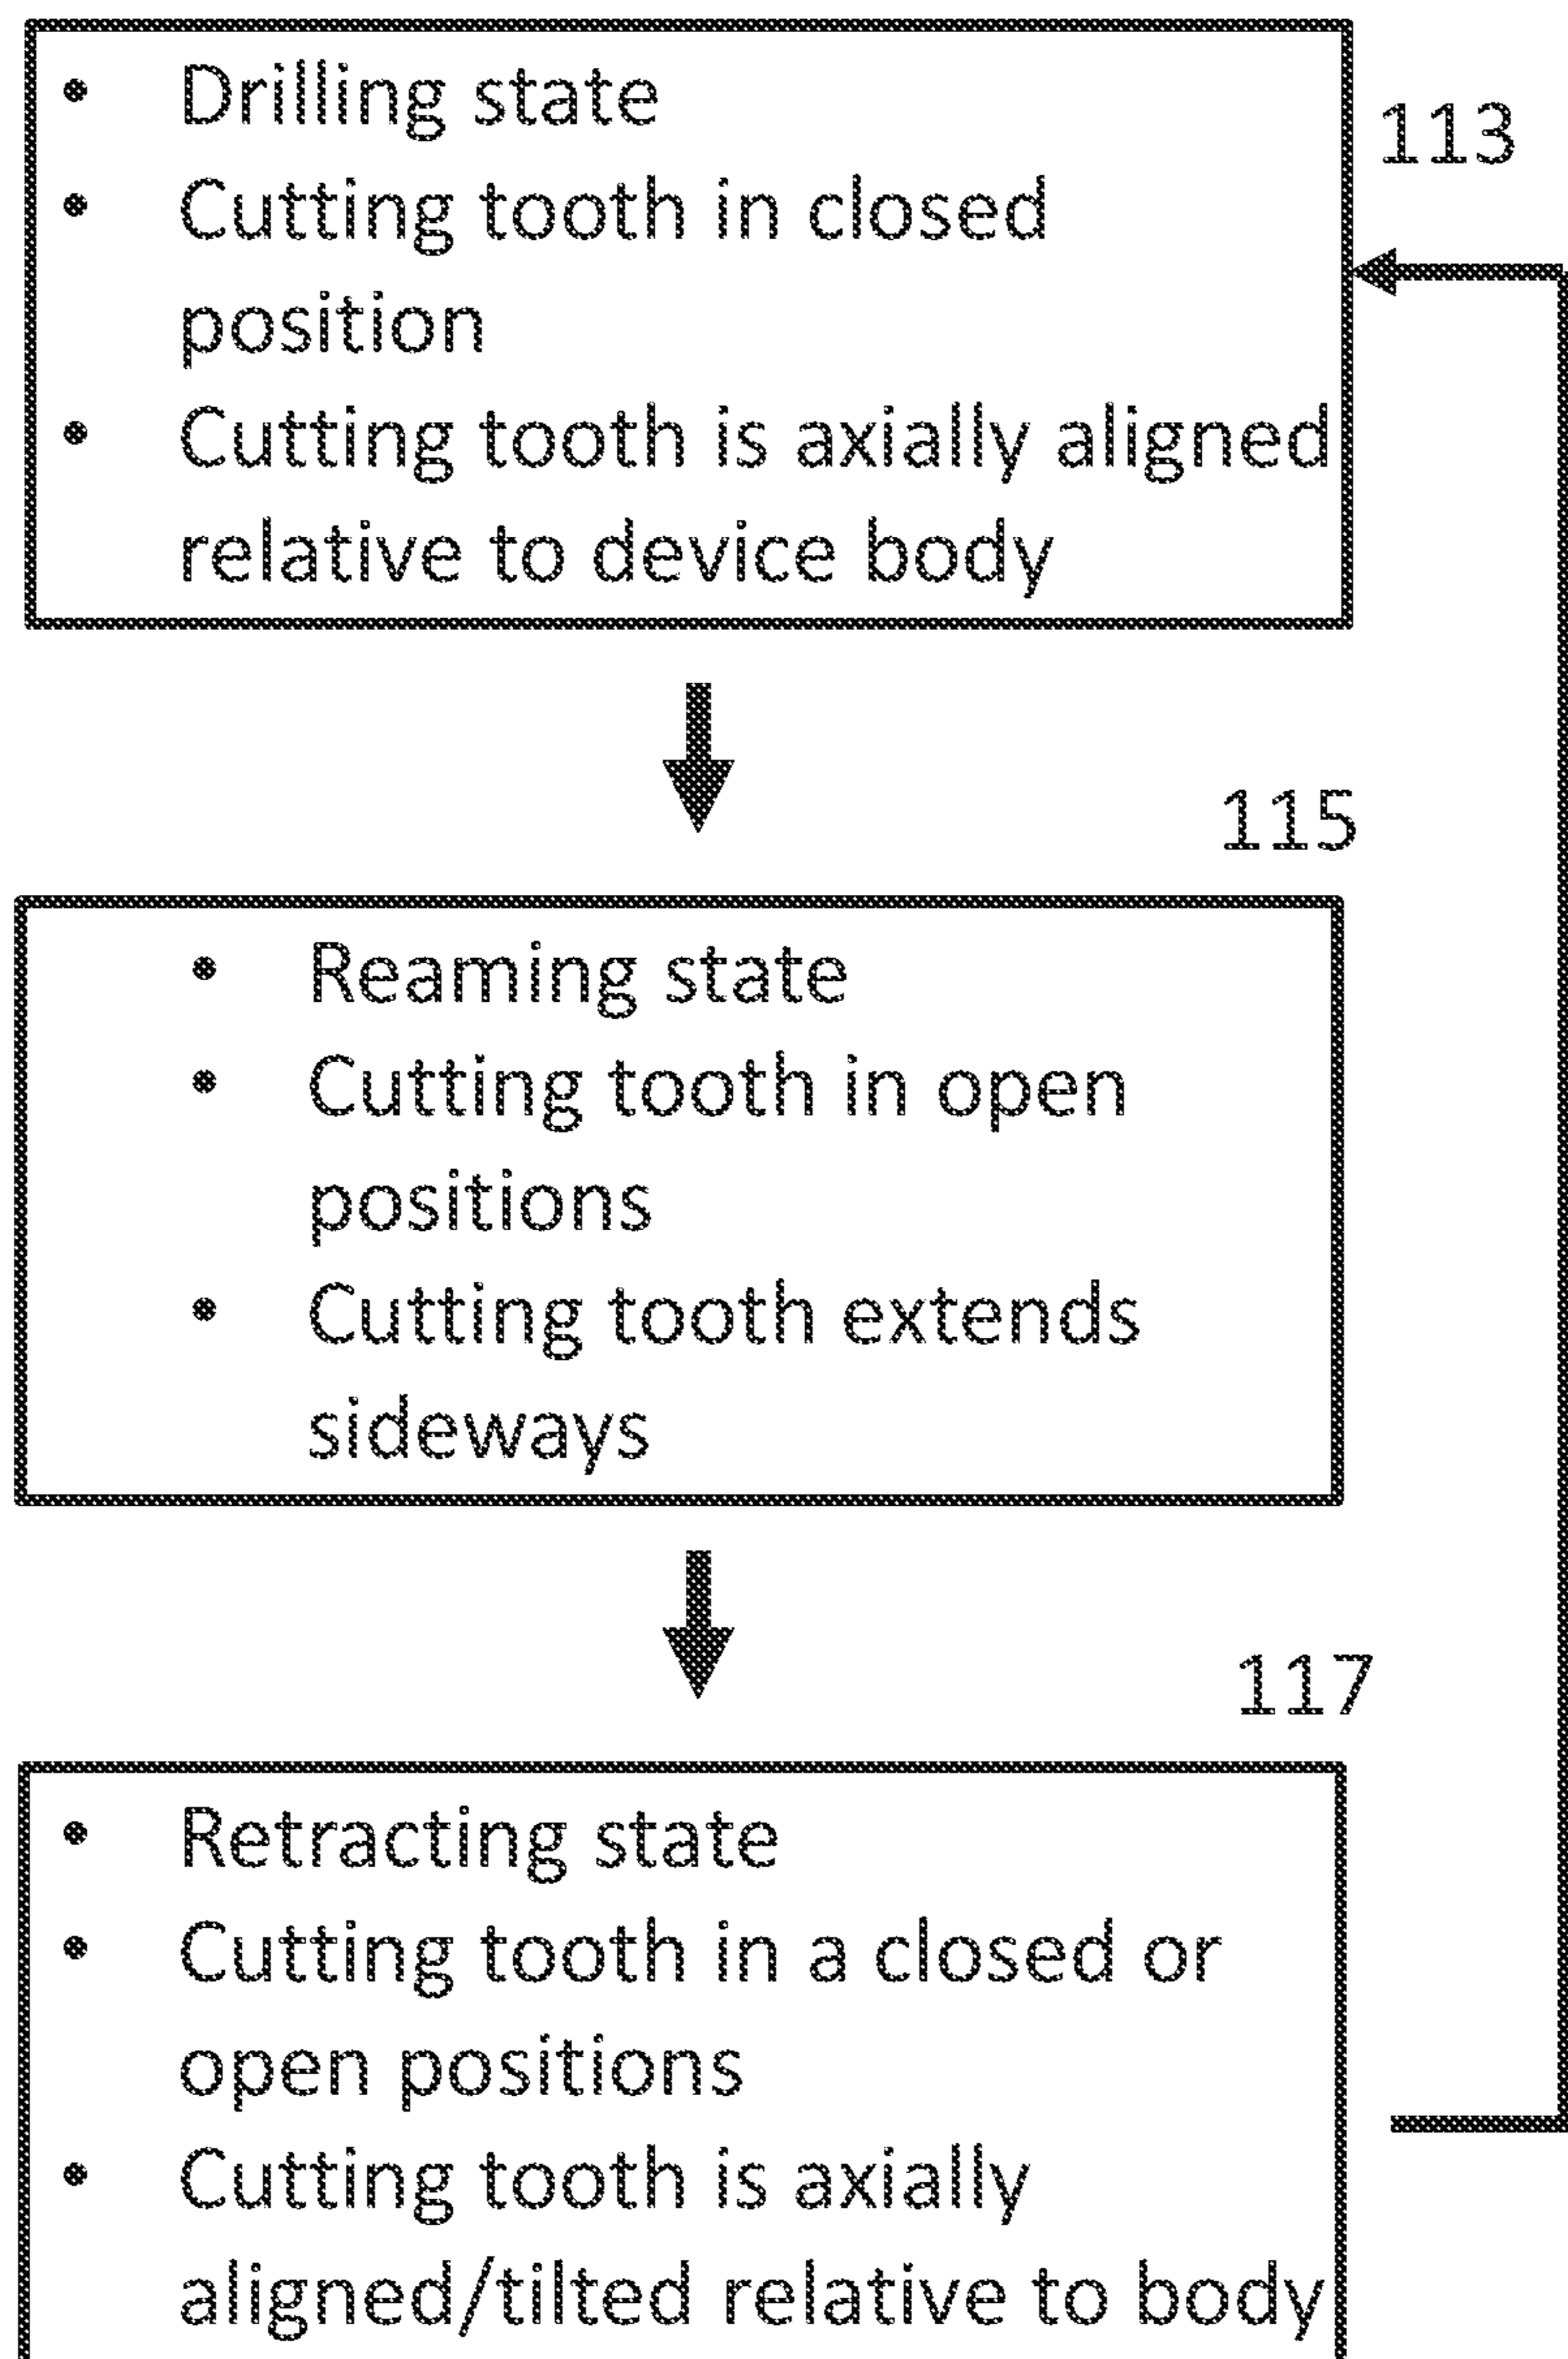 • Drilling state
113
• Cutting tooth in closed
position
• Cutting tooth is axially aligned
relative to device body
115
• Reaming state
• Cutting tooth in open
positions
• Cutting tooth extends
sideways
117
• Retracting state
• Cutting tooth in a closed or
open positions
• Cutting tooth is axially
aligned/tilted relative to body